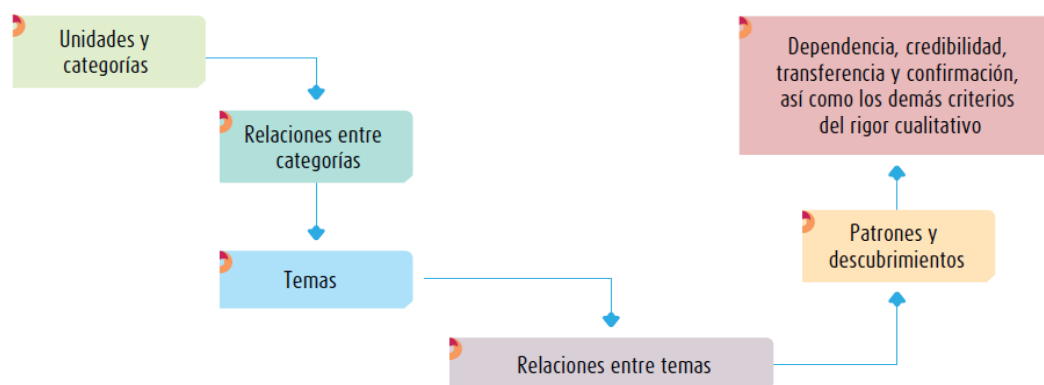 Unidades y
categorías
Relaciones entre
categorías
Temas
Relaciones entre temas
Patrones y
descubrimientos
Dependencia, credibilidad,
transferencia y confirmación,
así como los demás criterios
del rigor cualitativo